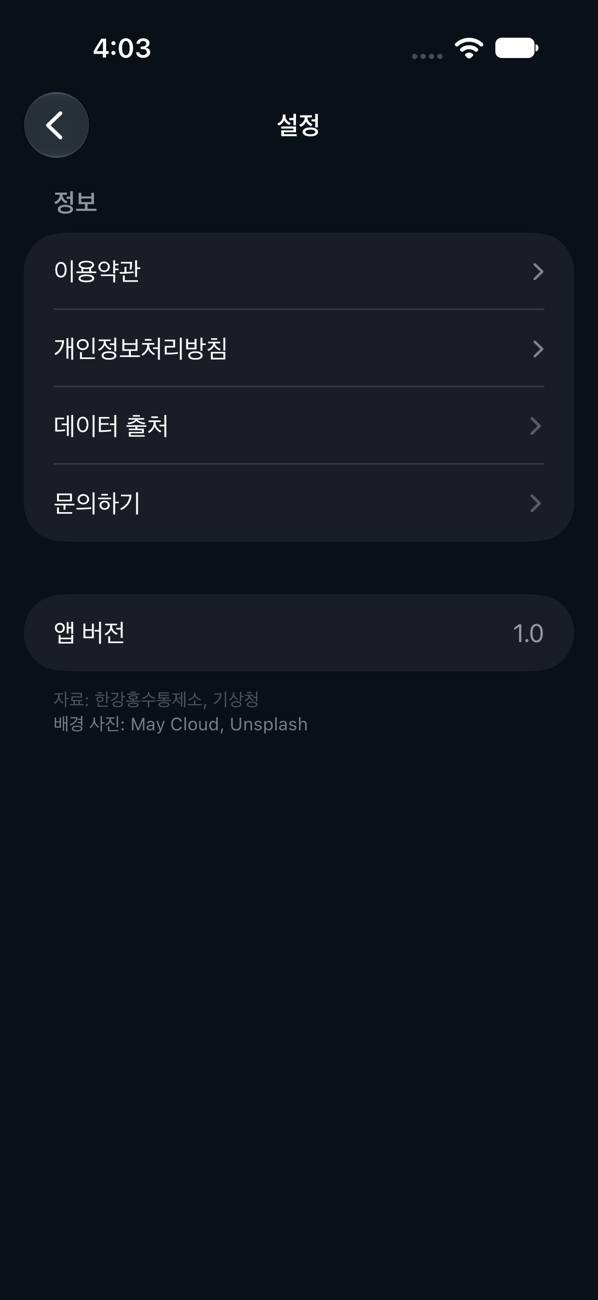 4:03
설정
정보
이용약관
개인정보처리방침
데이터 출처
문의하기
앱 버전 1.0
자료: 한강홍수통제소, 기상청
배경 사진: May Cloud, Unsplash